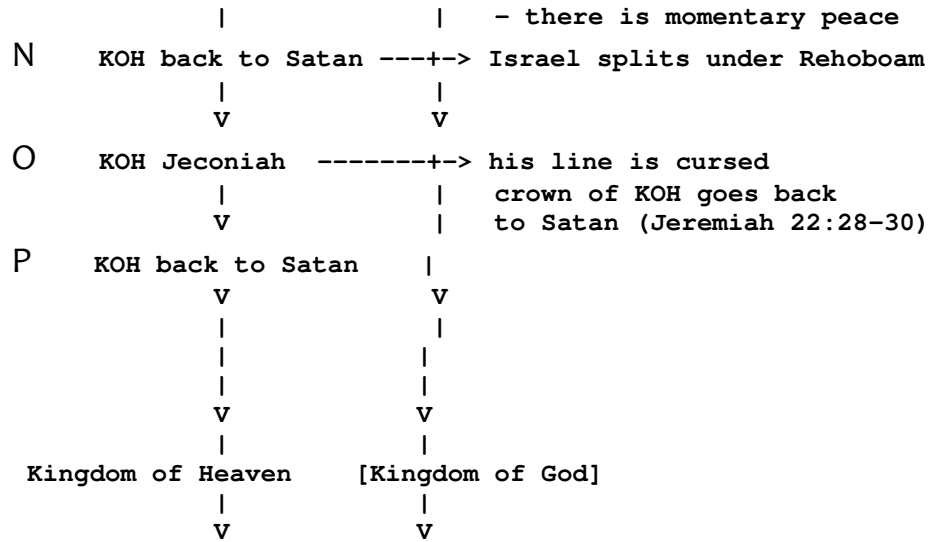 | | - there is momentary peace
N KOH back to Satan ---+-> Israel splits under Rehoboam
| |
V V
O KOH Jeconiah -------+-> his line is cursed
| | crown of KOH goes back
V | to Satan (Jeremiah 22:28-30)
P KOH back to Satan |
V V
| |
| |
| |
V V
| |
Kingdom of Heaven [Kingdom of God]
| |
V V